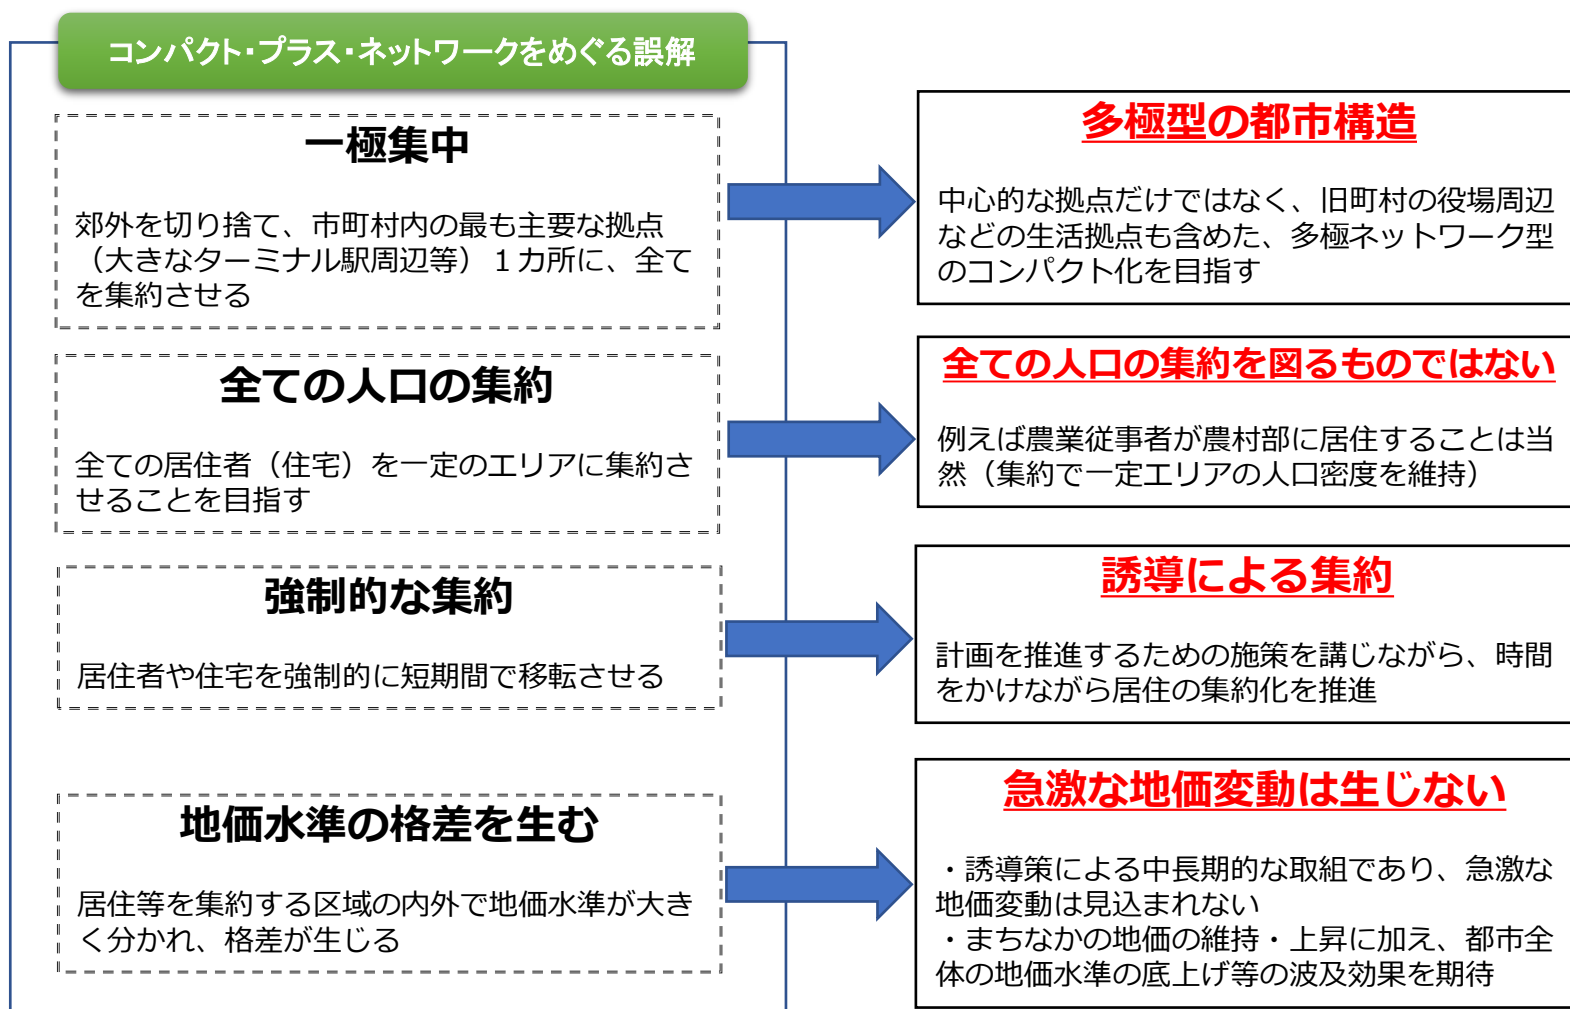 コンパクト・プラス・ネットワークをめぐる誤解
一極集中
郊外を切り捨て、市町村内の最も主要な拠点
（大きなターミナル駅周辺等）１カ所に、全て
を集約させる
多極型の都市構造
中心的な拠点だけではなく、旧町村の役場周辺
などの生活拠点も含めた、多極ネットワーク型
のコンパクト化を目指す
全ての人口の集約
全ての居住者（住宅）を一定のエリアに集約さ
せることを目指す
全ての人口の集約を図るものではない
例えば農業従事者が農村部に居住することは当
然（集約で一定エリアの人口密度を維持）
強制的な集約
居住者や住宅を強制的に短期間で移転させる
誘導による集約
計画を推進するための施策を講じながら、時間
をかけながら居住の集約化を推進
地価水準の格差を生む
居住等を集約する区域の内外で地価水準が大き
く分かれ、格差が生じる
急激な地価変動は生じない
・誘導策による中長期的な取組であり、急激な
地価変動は見込まれない
・まちなかの地価の維持・上昇に加え、都市全
体の地価水準の底上げ等の波及効果を期待